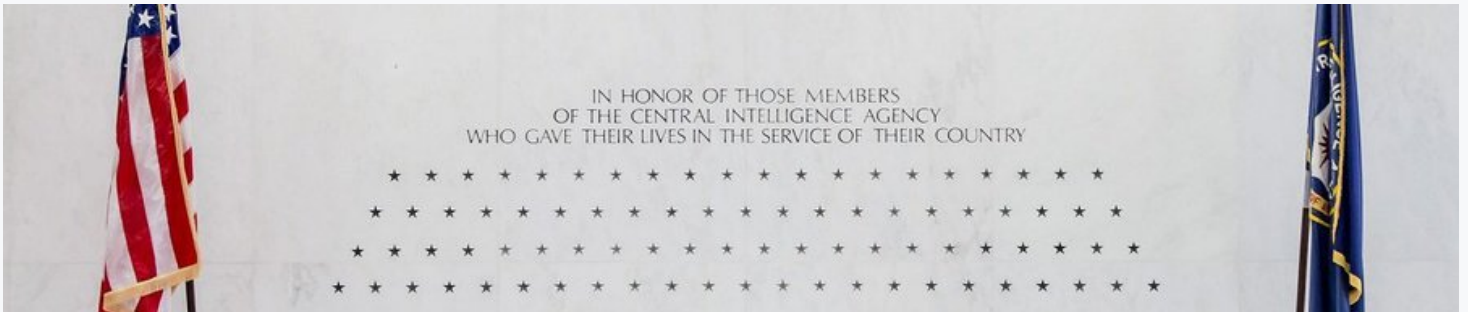 IN HONOR OF THOSE MEMBERS
OF THE CENTRAL INTELLIGENCE AGENCY
WHO GAVE THEIR LIVES IN THE SERVICE OF THEIR COUNTRY